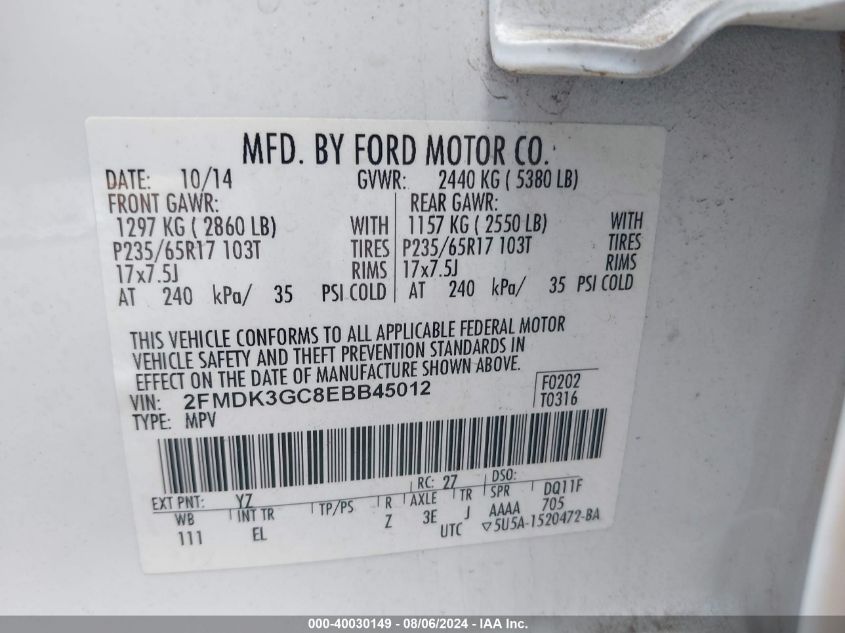 MFD. BY FORD MOTOR CO.
DATE: 10/14 GVWR: 2440 KG ( 5380 LB)
FRONT GAWR: REAR GAWR:
1297 KG ( 2860 LB) WITH 1157 KG ( 2550 LB) WITH
P235/65R17 103T TIRES P235/65R17 103T TIRES
17x7.5J RIMS 17x7.5J RIMS
AT 240 kPa/ 35 PSI COLD AT 240 kPa/ 35 PSI COLD
THIS VEHICLE CONFORMS TO ALL APPLICABLE FEDERAL MOTOR
VEHICLE SAFETY AND THEFT PREVENTION STANDARDS IN
EFFECT ON THE DATE OF MANUFACTURE SHOWN ABOVE.
VIN: 2FMDK3GC8EBB45012 F0202
TYPE: MPV T0316
EXT PNT: YZ RC: 27 DSO:
WB INT TR TP/PS R AXLE TR SPR DQ11F
111 EL Z 3E J AAAA 705
UTC ▽5U5A-1520472-BA
000-40030149 - 08/06/2024 - IAA Inc.